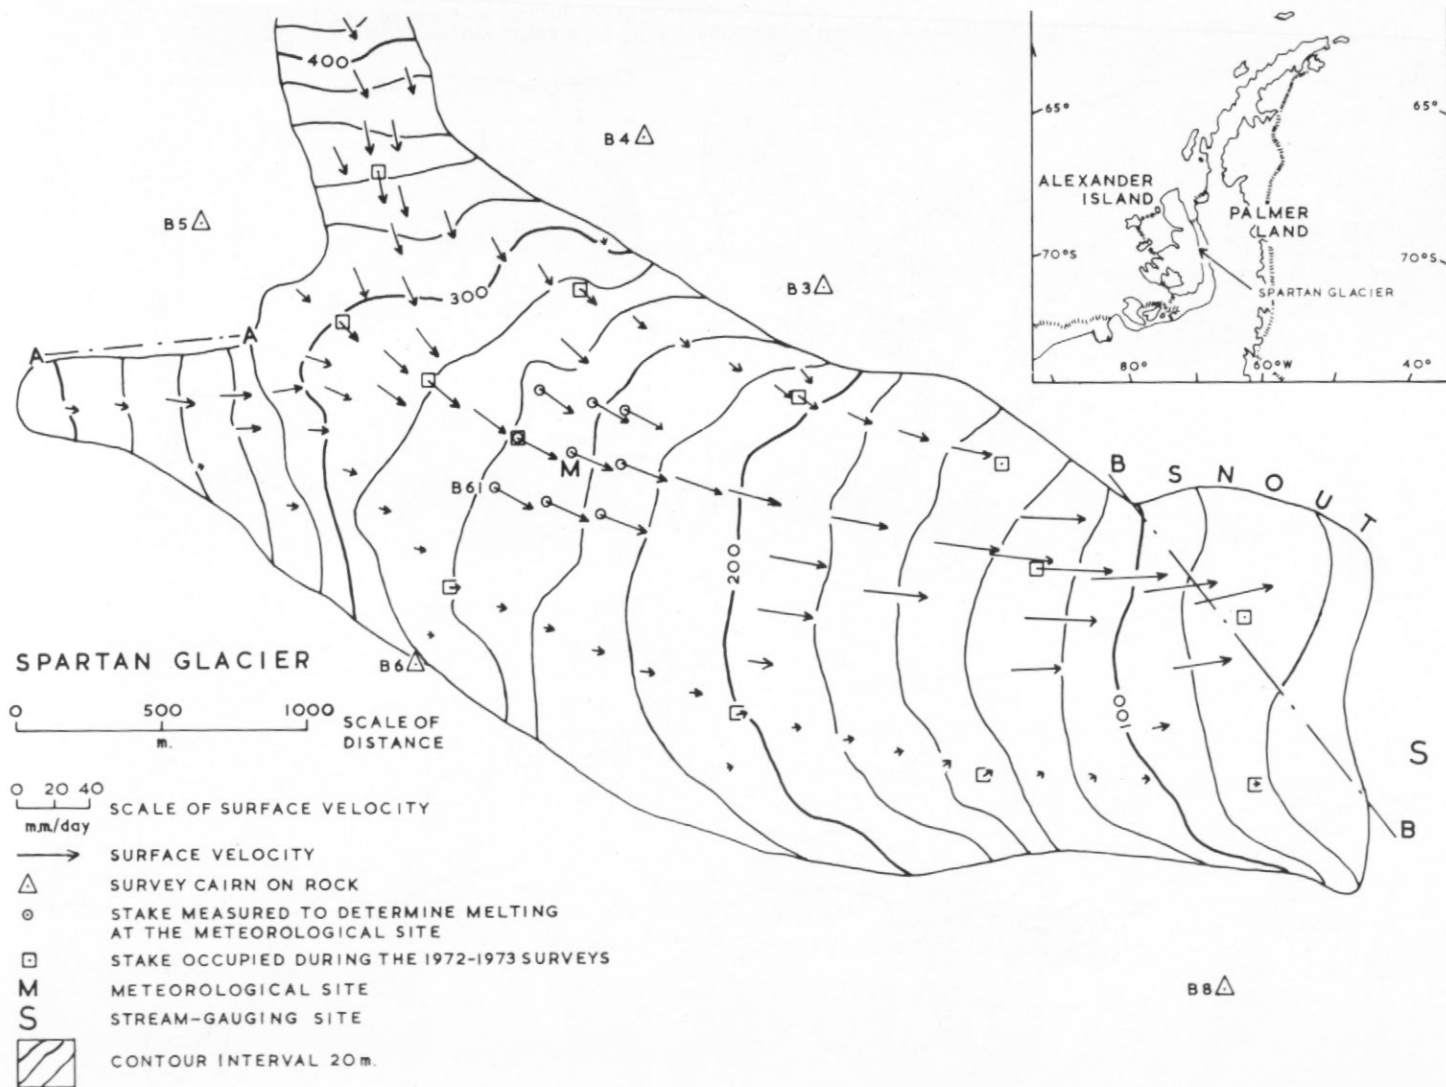 400
B4
B5
300
B3
A
A
M
B61
B
S N O U T
200
100
B6
S
B
B8
65°
65°
ALEXANDER
ISLAND
PALMER
LAND
70°S
70°S
SPARTAN GLACIER
80°
60°W
40°
SPARTAN GLACIER
0 500 1000
m.
SCALE OF
DISTANCE
0 20 40
m.m/day
SCALE OF SURFACE VELOCITY
SURFACE VELOCITY
SURVEY CAIRN ON ROCK
STAKE MEASURED TO DETERMINE MELTING
AT THE METEOROLOGICAL SITE
STAKE OCCUPIED DURING THE 1972-1973 SURVEYS
M METEOROLOGICAL SITE
S STREAM-GAUGING SITE
CONTOUR INTERVAL 20m.